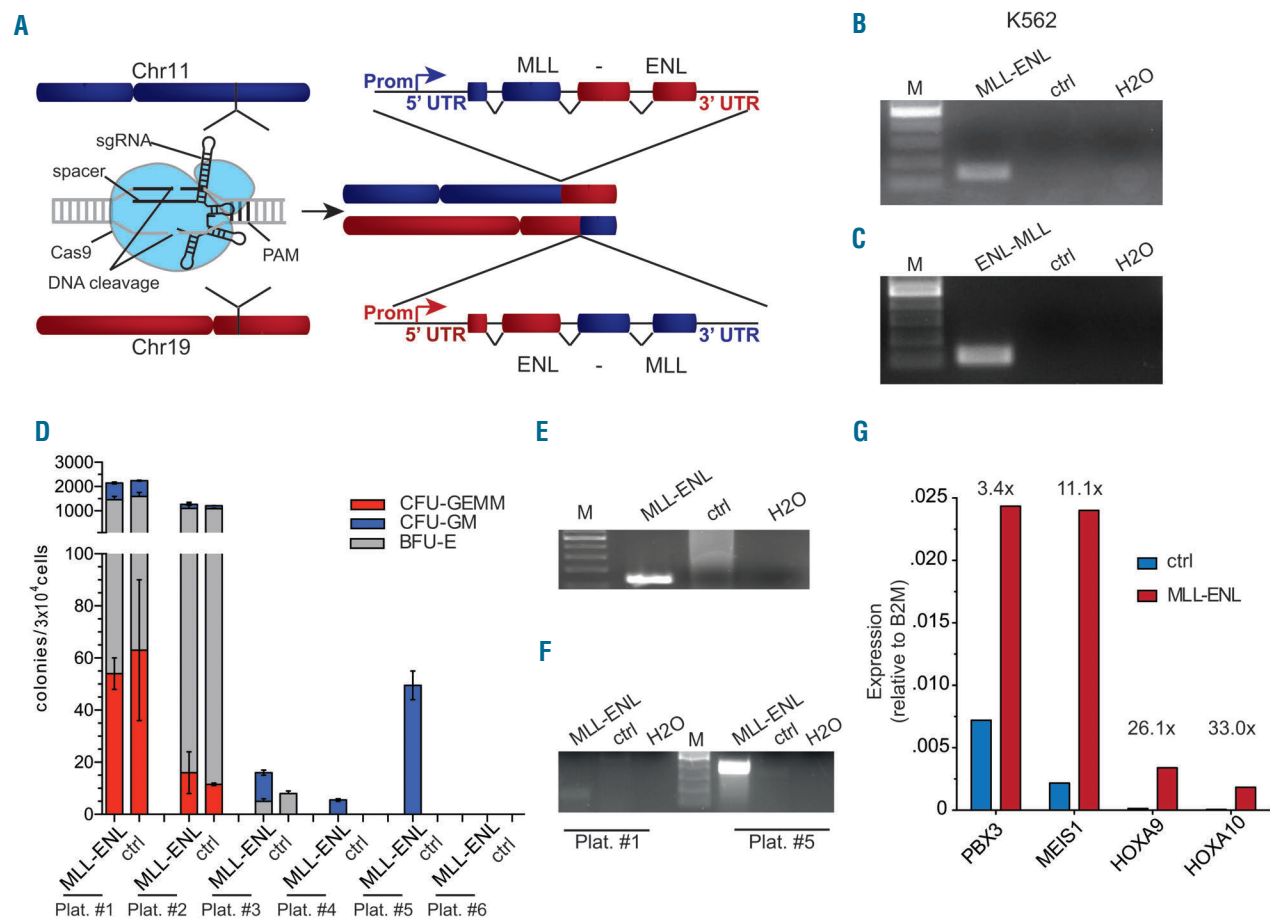 A
Chr11
sgRNA
spacer
Cas9
PAM
DNA cleavage
Chr19
MLL - ENL
Prom
5' UTR
3' UTR
Prom
5' UTR
3' UTR
ENL - MLL
B
K562
M
MLL-ENL
ctrl
H2O
C
M
ENL-MLL
ctrl
H2O
D
colonies/3x10⁴cells
3000
2000
1000
100
80
60
40
20
0
CFU-GEMM
CFU-GM
BFU-E
MLL-ENL
ctrl
MLL-ENL
ctrl
MLL-ENL
ctrl
MLL-ENL
ctrl
MLL-ENL
ctrl
MLL-ENL
ctrl
Plat. #1
Plat. #2
Plat. #3
Plat. #4
Plat. #5
Plat. #6
E
M
MLL-ENL
ctrl
H2O
F
MLL-ENL
ctrl
H2O
M
MLL-ENL
ctrl
H2O
Plat. #1
Plat. #5
G
Expression
(relative to B2M)
.025
.020
.015
.010
.005
0
3.4x
11.1x
26.1x
33.0x
ctrl
MLL-ENL
PBX3
MEIS1
HOXA9
HOXA10